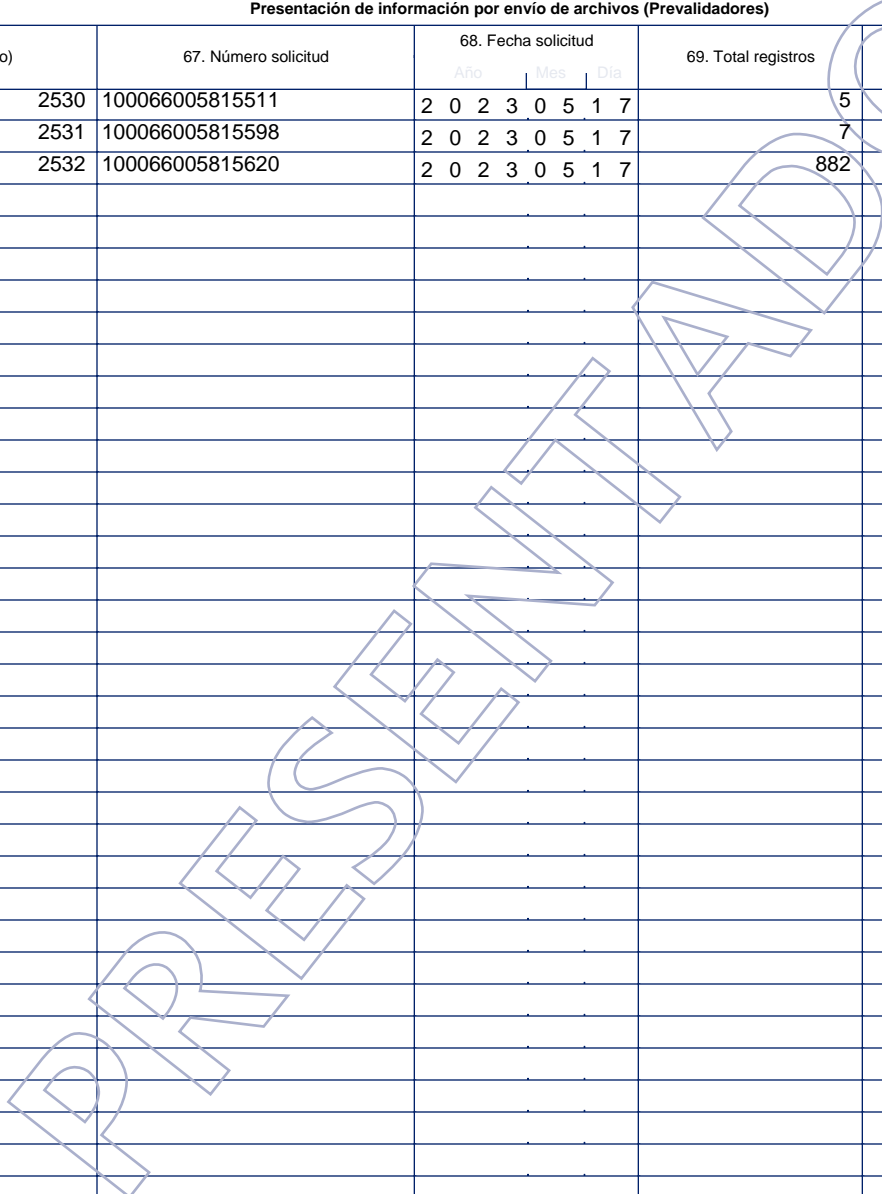 Presentación de información por envío de archivos (Prevalidadores)
o) 67. Número solicitud 68. Fecha solicitud 69. Total registros
Año Mes Día
2530 100066005815511 2 0 2 3 0 5 1 7 5
2531 100066005815598 2 0 2 3 0 5 1 7 7
2532 100066005815620 2 0 2 3 0 5 1 7 882
PRESENTADO